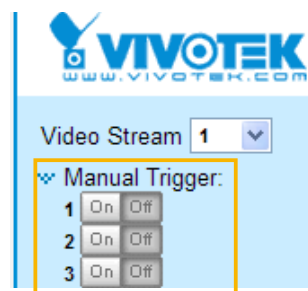 VIVOTEK
www.vivotek.com
Video Stream 1
Manual Trigger:
1 On Off
2 On Off
3 On Off